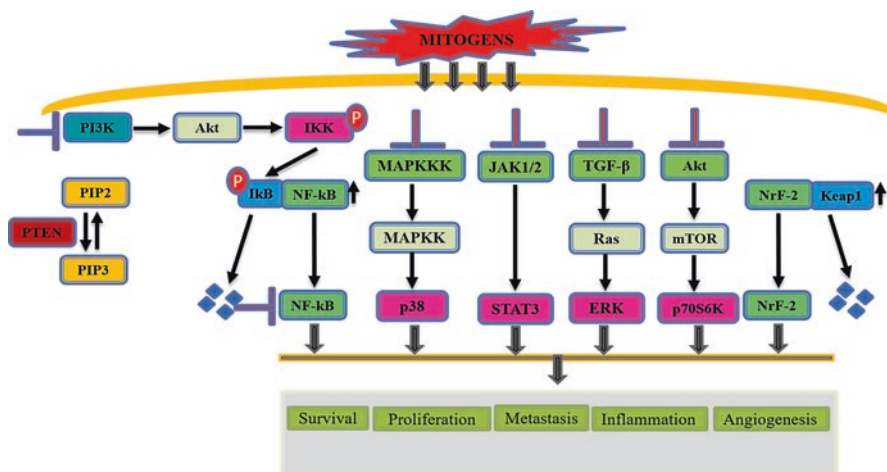 MITOGENS
PI3K
Akt
IKK
P
MAPKKK
JAK1/2
TGF-β
Akt
P
IkB
NF-kB
NrF-2
Keap1
PIP2
PTEN
PIP3
MAPKK
Ras
mTOR
NF-kB
p38
STAT3
ERK
p70S6K
NrF-2
Survival
Proliferation
Metastasis
Inflammation
Angiogenesis